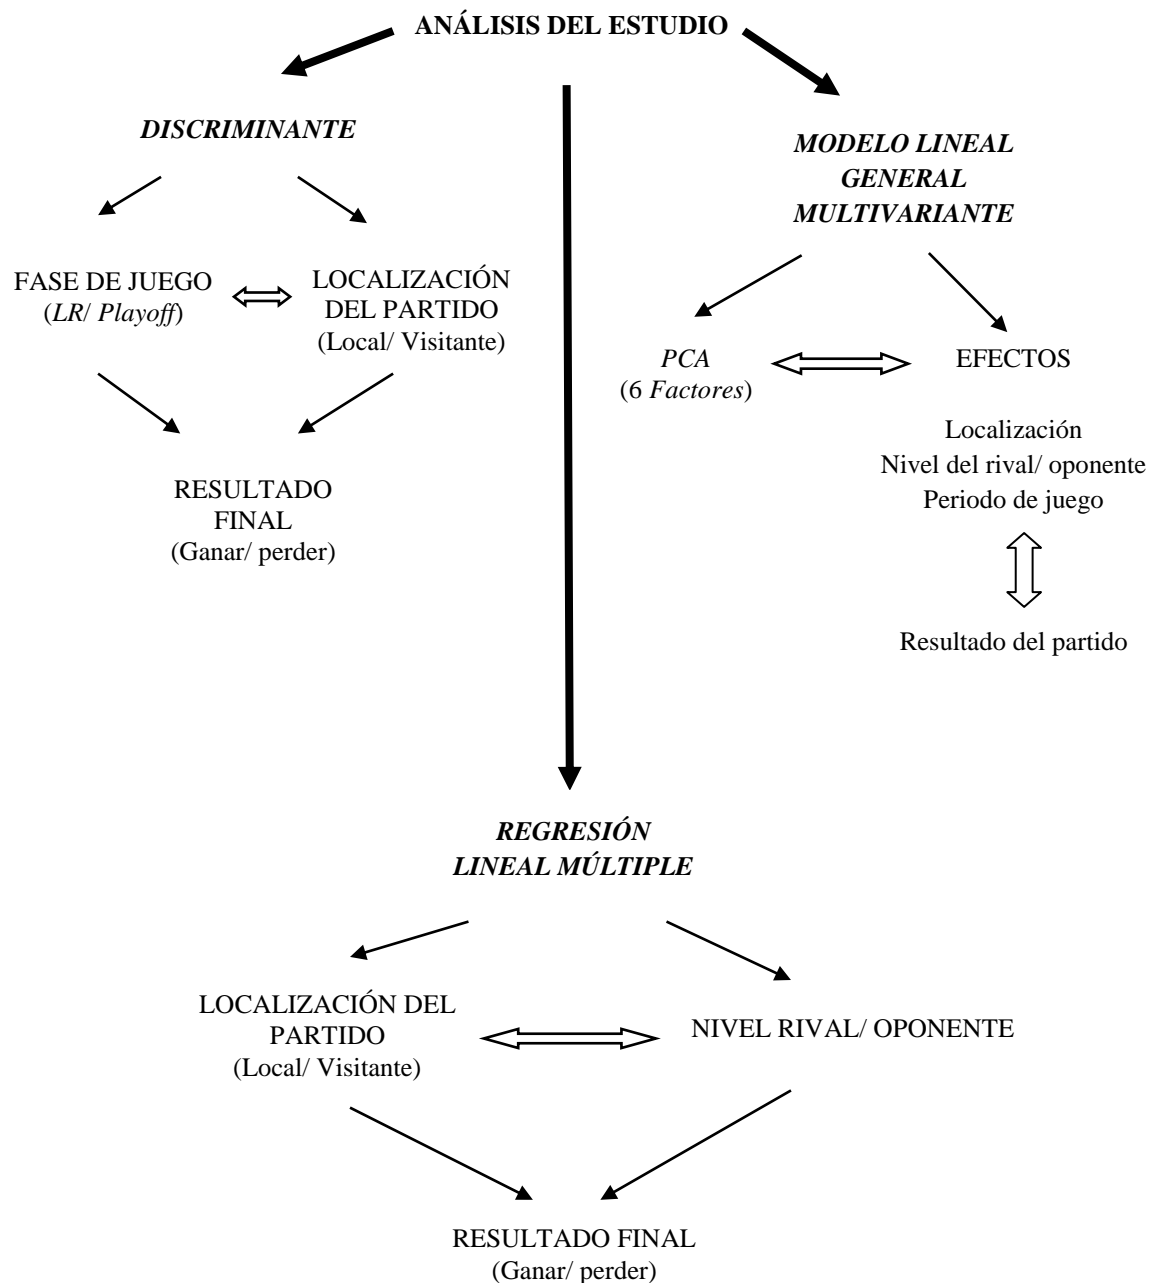 ANÁLISIS DEL ESTUDIO
DISCRIMINANTE
FASE DE JUEGO
(LR/ Playoff)
LOCALIZACIÓN
DEL PARTIDO
(Local/ Visitante)
RESULTADO
FINAL
(Ganar/ perder)
MODELO LINEAL
GENERAL
MULTIVARIANTE
PCA
(6 Factores)
EFECTOS
Localización
Nivel del rival/ oponente
Periodo de juego
Resultado del partido
REGRESIÓN
LINEAL MÚLTIPLE
LOCALIZACIÓN DEL
PARTIDO
(Local/ Visitante)
NIVEL RIVAL/ OPONENTE
RESULTADO FINAL
(Ganar/ perder)